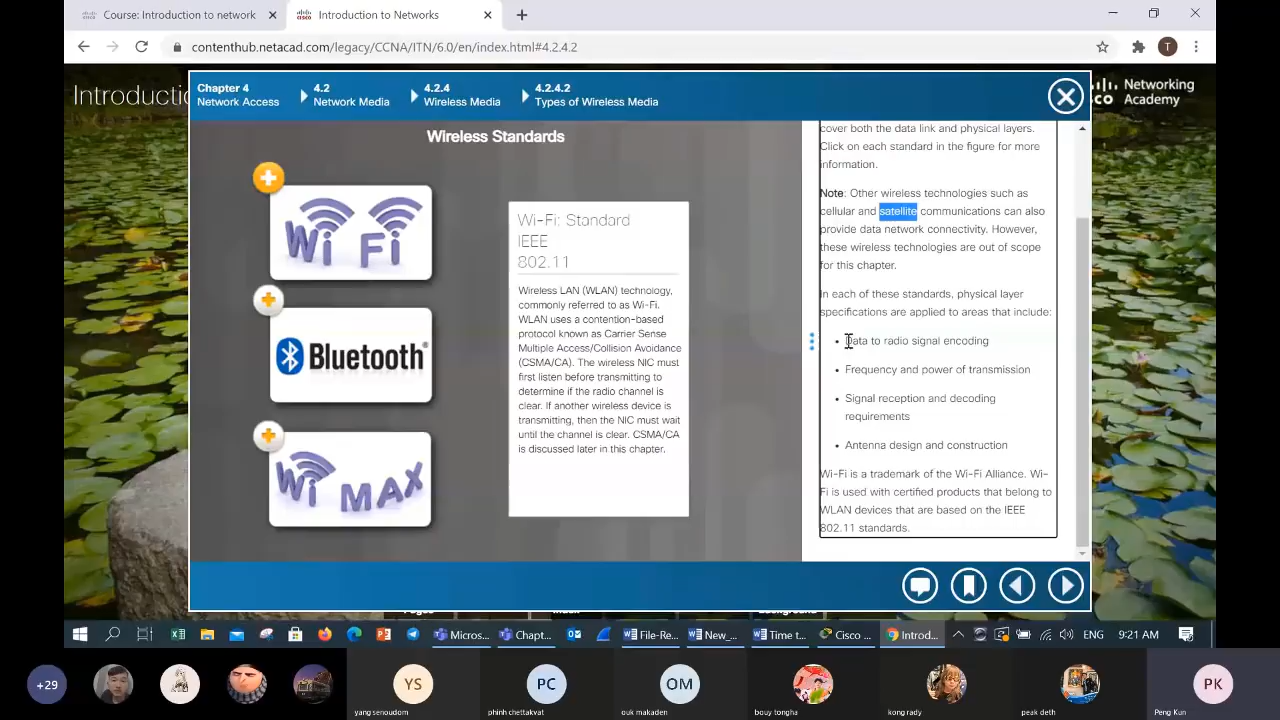 Course: Introduction to network
Introduction to Networks
contenthub.netacad.com/legacy/CCNA/ITN/6.0/en/index.html#4.2.4.2
T
Introductio
Networking
CISCO Academy
Chapter 4
Network Access
4.2
Network Media
4.2.4
Wireless Media
4.2.4.2
Types of Wireless Media
Wireless Standards
Wi Fi
Bluetooth
Wi MAX
Wi-Fi: Standard
IEEE
802.11
Wireless LAN (WLAN) technology,
commonly referred to as Wi-Fi.
WLAN uses a contention-based
protocol known as Carrier Sense
Multiple Access/Collision Avoidance
(CSMA/CA). The wireless NIC must
first listen before transmitting to
determine if the radio channel is
clear. If another wireless device is
transmitting, then the NIC must wait
until the channel is clear. CSMA/CA
is discussed later in this chapter.
cover both the data link and physical layers.
Click on each standard in the figure for more
information.
Note: Other wireless technologies such as
cellular and satellite communications can also
provide data network connectivity. However,
these wireless technologies are out of scope
for this chapter.
In each of these standards, physical layer
specifications are applied to areas that include:
• Data to radio signal encoding
• Frequency and power of transmission
• Signal reception and decoding
requirements
• Antenna design and construction
Wi-Fi is a trademark of the Wi-Fi Alliance. Wi-
Fi is used with certified products that belong to
WLAN devices that are based on the IEEE
802.11 standards.
Micros...
Chapt...
File-Re...
New_...
Time t...
Cisco ...
Introd...
ENG
9:21 AM
+29
YS
PC
OM
PK
yang senoudom
phinh chettakvat
ouk makaden
bouy tongha
kong rady
peak deth
Peng Kun